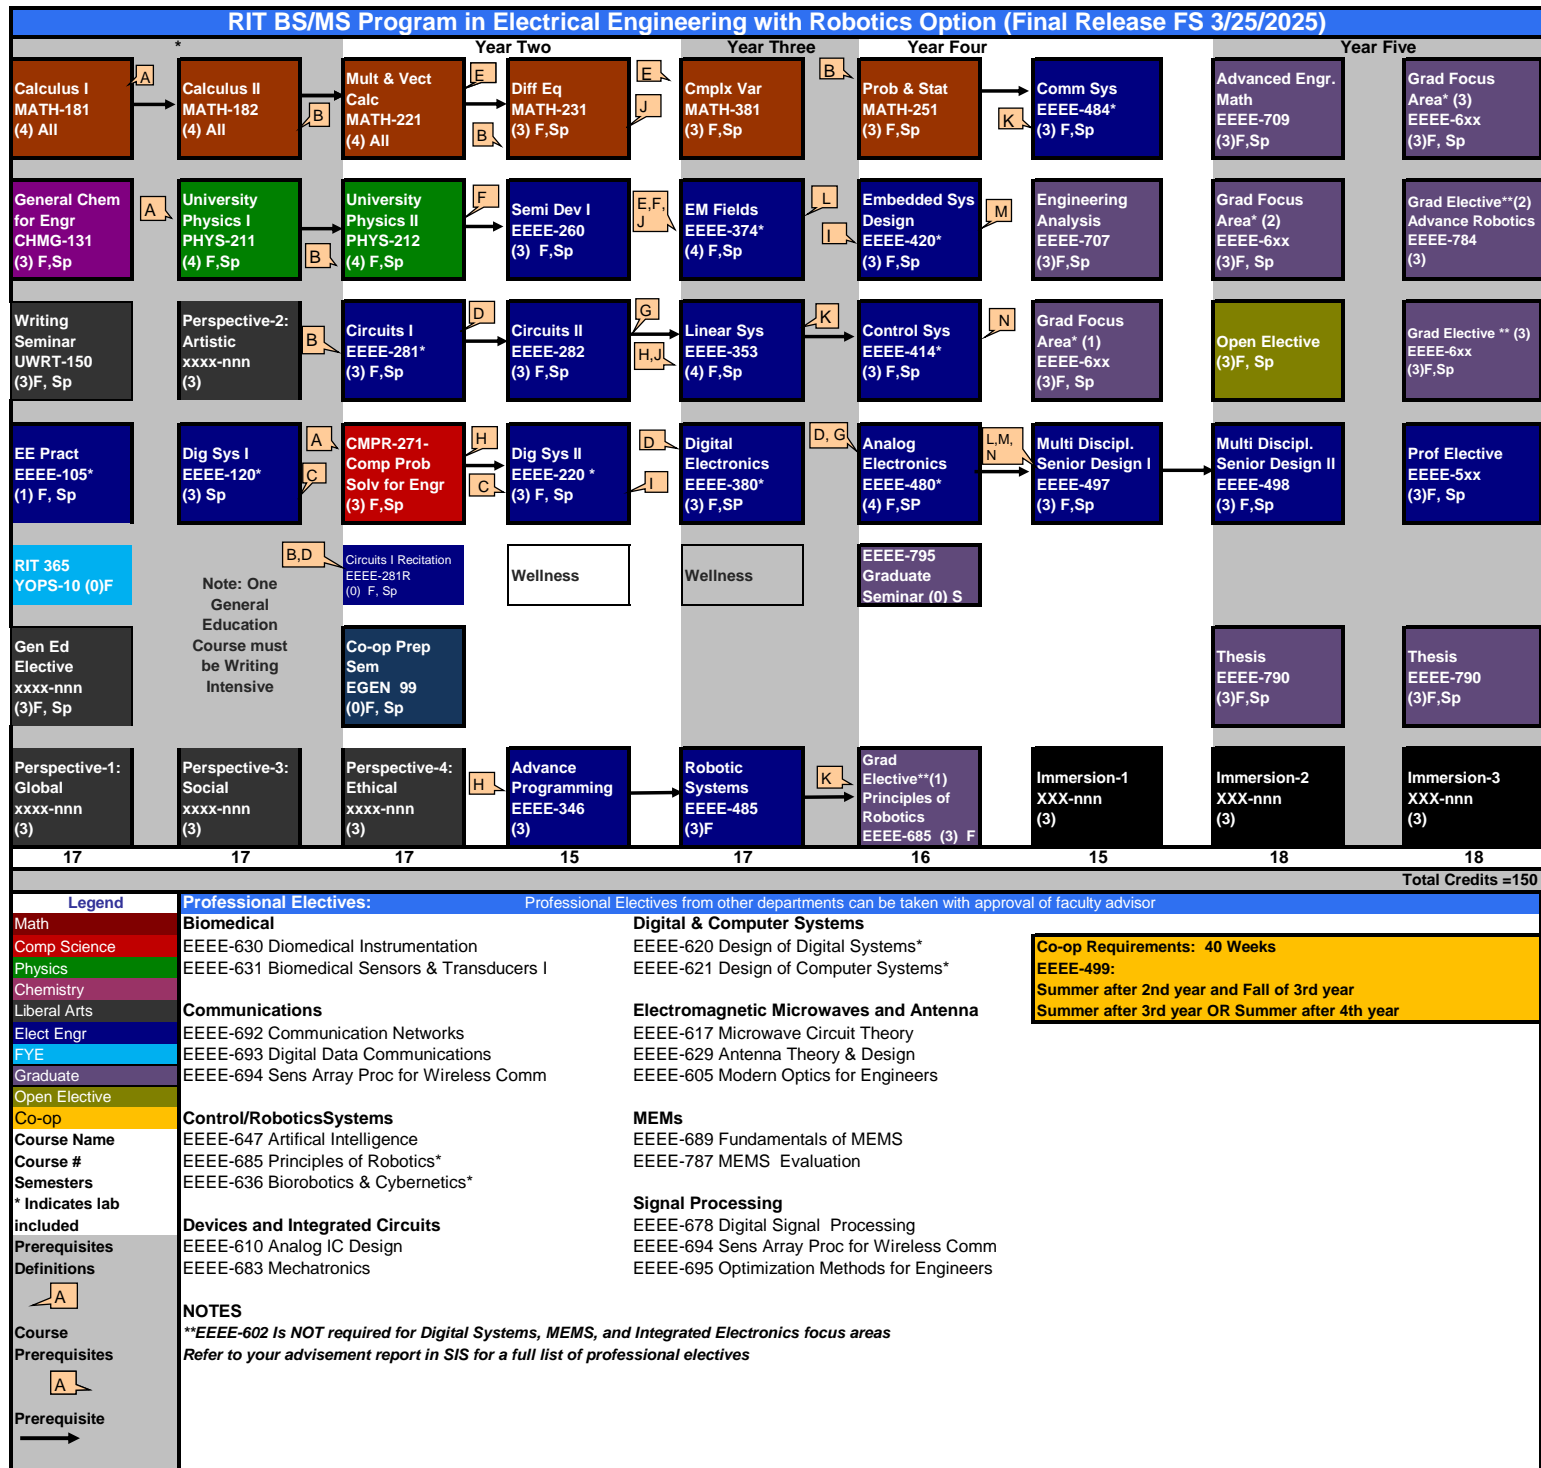 RIT BS/MS Program in Electrical Engineering with Robotics Option (Final Release FS 3/25/2025)
*
Year Two
Year Three
Year Four
Year Five
Calculus I
MATH-181
(4) All
A
Calculus II
MATH-182
(4) All
B
Mult & Vect
Calc
MATH-221
(4) All
E
B
Diff Eq
MATH-231
(3) F,Sp
E
J
Cmplx Var
MATH-381
(3) F,Sp
B
Prob & Stat
MATH-251
(3) F,Sp
K
Comm Sys
EEEE-484*
(3) F,Sp
Advanced Engr.
Math
EEEE-709
(3)F,Sp
Grad Focus
Area* (3)
EEEE-6xx
(3)F, Sp
General Chem
for Engr
CHMG-131
(3) F,Sp
A
University
Physics I
PHYS-211
(4) F,Sp
B
University
Physics II
PHYS-212
(4) F,Sp
F
Semi Dev I
EEEE-260
(3) F,Sp
E,F,
J
EM Fields
EEEE-374*
(4) F,Sp
L
I
Embedded Sys
Design
EEEE-420*
(3) F,Sp
M
Engineering
Analysis
EEEE-707
(3)F,Sp
Grad Focus
Area* (2)
EEEE-6xx
(3)F, Sp
Grad Elective**(2)
Advance Robotics
EEEE-784
(3)
Writing
Seminar
UWRT-150
(3)F, Sp
Perspective-2:
Artistic
xxxx-nnn
(3)
B
Circuits I
EEEE-281*
(3) F,Sp
D
Circuits II
EEEE-282
(3) F,Sp
G
H,J
Linear Sys
EEEE-353
(4) F,Sp
K
Control Sys
EEEE-414*
(3) F,Sp
N
Grad Focus
Area* (1)
EEEE-6xx
(3)F, Sp
Open Elective
(3)F, Sp
Grad Elective ** (3)
EEEE-6xx
(3)F,Sp
EE Pract
EEEE-105*
(1) F, Sp
Dig Sys I
EEEE-120*
(3) Sp
A
C
CMPR-271-
Comp Prob
Solv for Engr
(3) F,Sp
H
C
Dig Sys II
EEEE-220 *
(3) F, Sp
D
I
Digital
Electronics
EEEE-380*
(3) F,SP
D, G
Analog
Electronics
EEEE-480*
(4) F,SP
L,M,
N
Multi Discipl.
Senior Design I
EEEE-497
(3) F,Sp
Multi Discipl.
Senior Design II
EEEE-498
(3) F,Sp
Prof Elective
EEEE-5xx
(3)F, Sp
RIT 365
YOPS-10 (0)F
Note: One
General
Education
Course must
be Writing
Intensive
B,D
Circuits I Recitation
EEEE-281R
(0) F, Sp
Wellness
Wellness
EEEE-795
Graduate
Seminar (0) S
Gen Ed
Elective
xxxx-nnn
(3)F, Sp
Co-op Prep
Sem
EGEN 99
(0)F, Sp
Thesis
EEEE-790
(3)F,Sp
Thesis
EEEE-790
(3)F,Sp
Perspective-1:
Global
xxxx-nnn
(3)
Perspective-3:
Social
xxxx-nnn
(3)
Perspective-4:
Ethical
xxxx-nnn
(3)
H
Advance
Programming
EEEE-346
(3)
Robotic
Systems
EEEE-485
(3)F
K
Grad
Elective**(1)
Principles of
Robotics
EEEE-685 (3) F
Immersion-1
XXX-nnn
(3)
Immersion-2
XXX-nnn
(3)
Immersion-3
XXX-nnn
(3)
17 17 17 15 17 16 15 18 18
Total Credits =150
Legend
Math
Comp Science
Physics
Chemistry
Liberal Arts
Elect Engr
FYE
Graduate
Open Elective
Co-op
Course Name
Course #
Semesters
* Indicates lab
included
Prerequisites
Definitions
A
Course
Prerequisites
A
Prerequisite
Professional Electives: Professional Electives from other departments can be taken with approval of faculty advisor
Biomedical
EEEE-630 Diomedical Instrumentation
EEEE-631 Biomedical Sensors & Transducers I
Communications
EEEE-692 Communication Networks
EEEE-693 Digital Data Communications
EEEE-694 Sens Array Proc for Wireless Comm
Control/RoboticsSystems
EEEE-647 Artifical Intelligence
EEEE-685 Principles of Robotics*
EEEE-636 Biorobotics & Cybernetics*
Devices and Integrated Circuits
EEEE-610 Analog IC Design
EEEE-683 Mechatronics
Digital & Computer Systems
EEEE-620 Design of Digital Systems*
EEEE-621 Design of Computer Systems*
Electromagnetic Microwaves and Antenna
EEEE-617 Microwave Circuit Theory
EEEE-629 Antenna Theory & Design
EEEE-605 Modern Optics for Engineers
MEMs
EEEE-689 Fundamentals of MEMS
EEEE-787 MEMS Evaluation
Signal Processing
EEEE-678 Digital Signal Processing
EEEE-694 Sens Array Proc for Wireless Comm
EEEE-695 Optimization Methods for Engineers
Co-op Requirements: 40 Weeks
EEEE-499:
Summer after 2nd year and Fall of 3rd year
Summer after 3rd year OR Summer after 4th year
NOTES
**EEEE-602 Is NOT required for Digital Systems, MEMS, and Integrated Electronics focus areas
Refer to your advisement report in SIS for a full list of professional electives